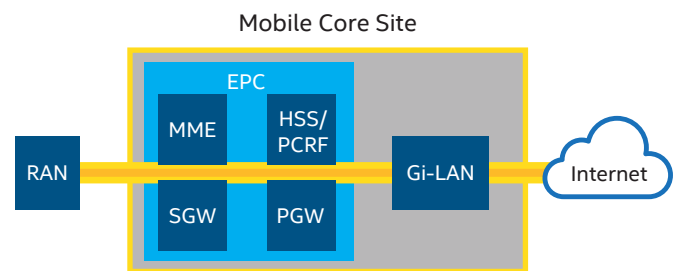 Mobile Core Site
EPC
MME
HSS/
PCRF
RAN
Gi-LAN
Internet
SGW
PGW